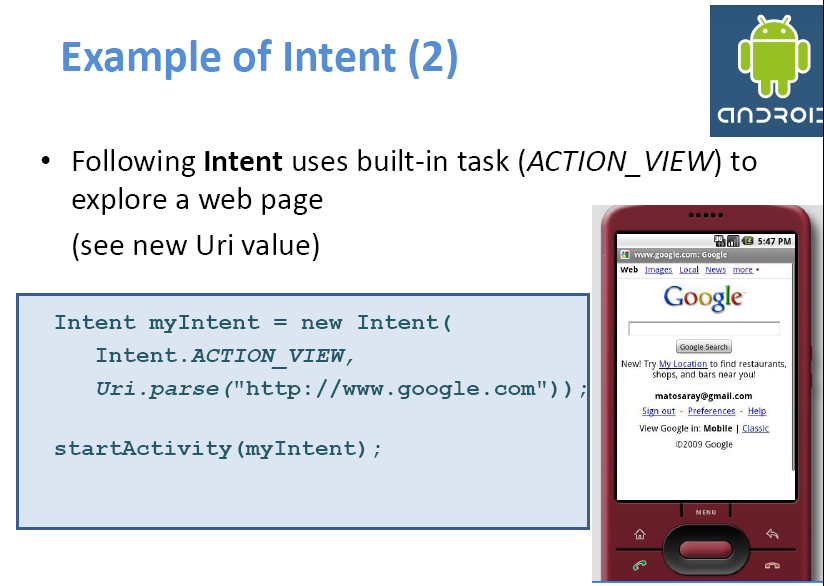 Example of Intent (2)
ANDROID
• Following Intent uses built-in task (ACTION_VIEW) to
explore a web page
(see new Uri value)
Intent myIntent = new Intent(
Intent.ACTION_VIEW,
Uri.parse("http://www.google.com"));
startActivity(myIntent);
5:47 PM
www.google.com: Google
Web Images Local News more
Google
Google Search
New! Try My Location to find restaurants,
shops, and bars near you!
matosaray@gmail.com
Sign out - Preferences - Help
View Google in: Mobile | Classic
©2009 Google
MENU